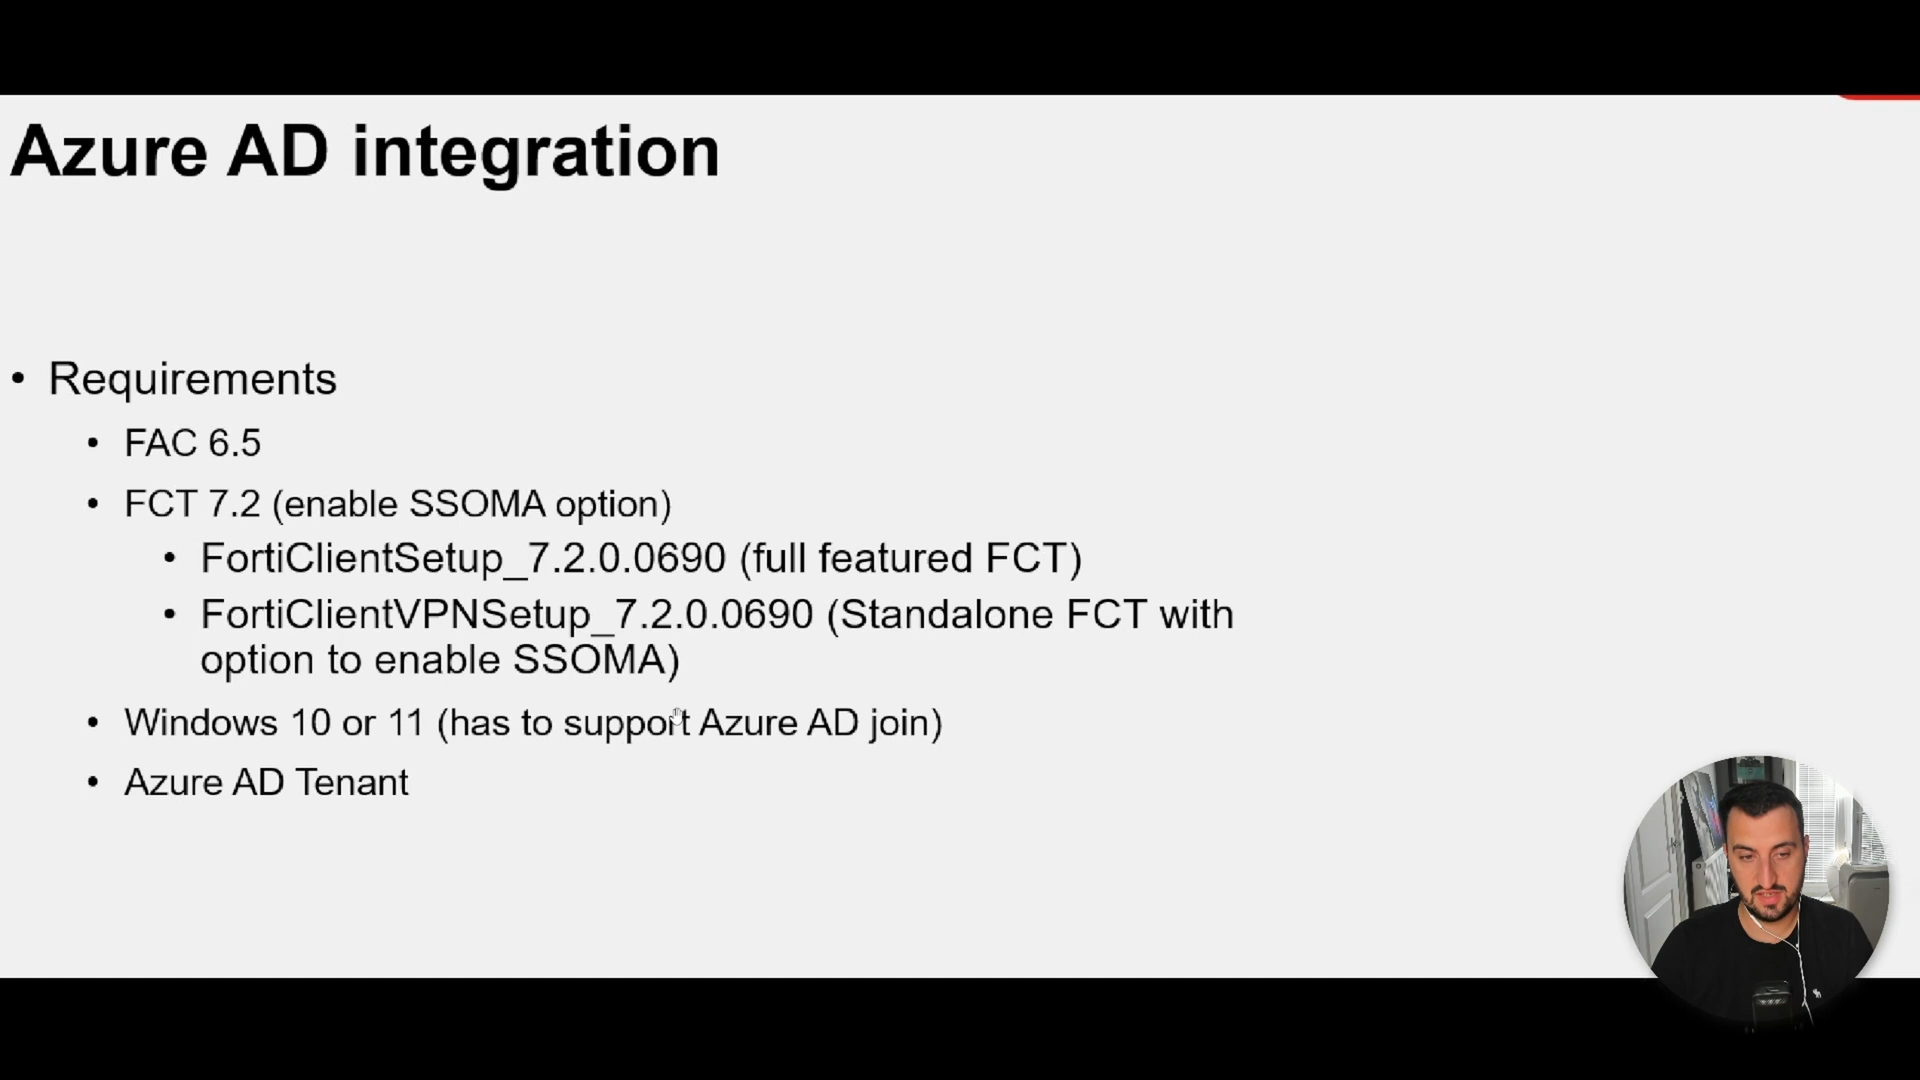 Azure AD integration
• Requirements
• FAC 6.5
• FCT 7.2 (enable SSOMA option)
• FortiClientSetup_7.2.0.0690 (full featured FCT)
• FortiClientVPNSetup_7.2.0.0690 (Standalone FCT with
option to enable SSOMA)
• Windows 10 or 11 (has to support Azure AD join)
• Azure AD Tenant